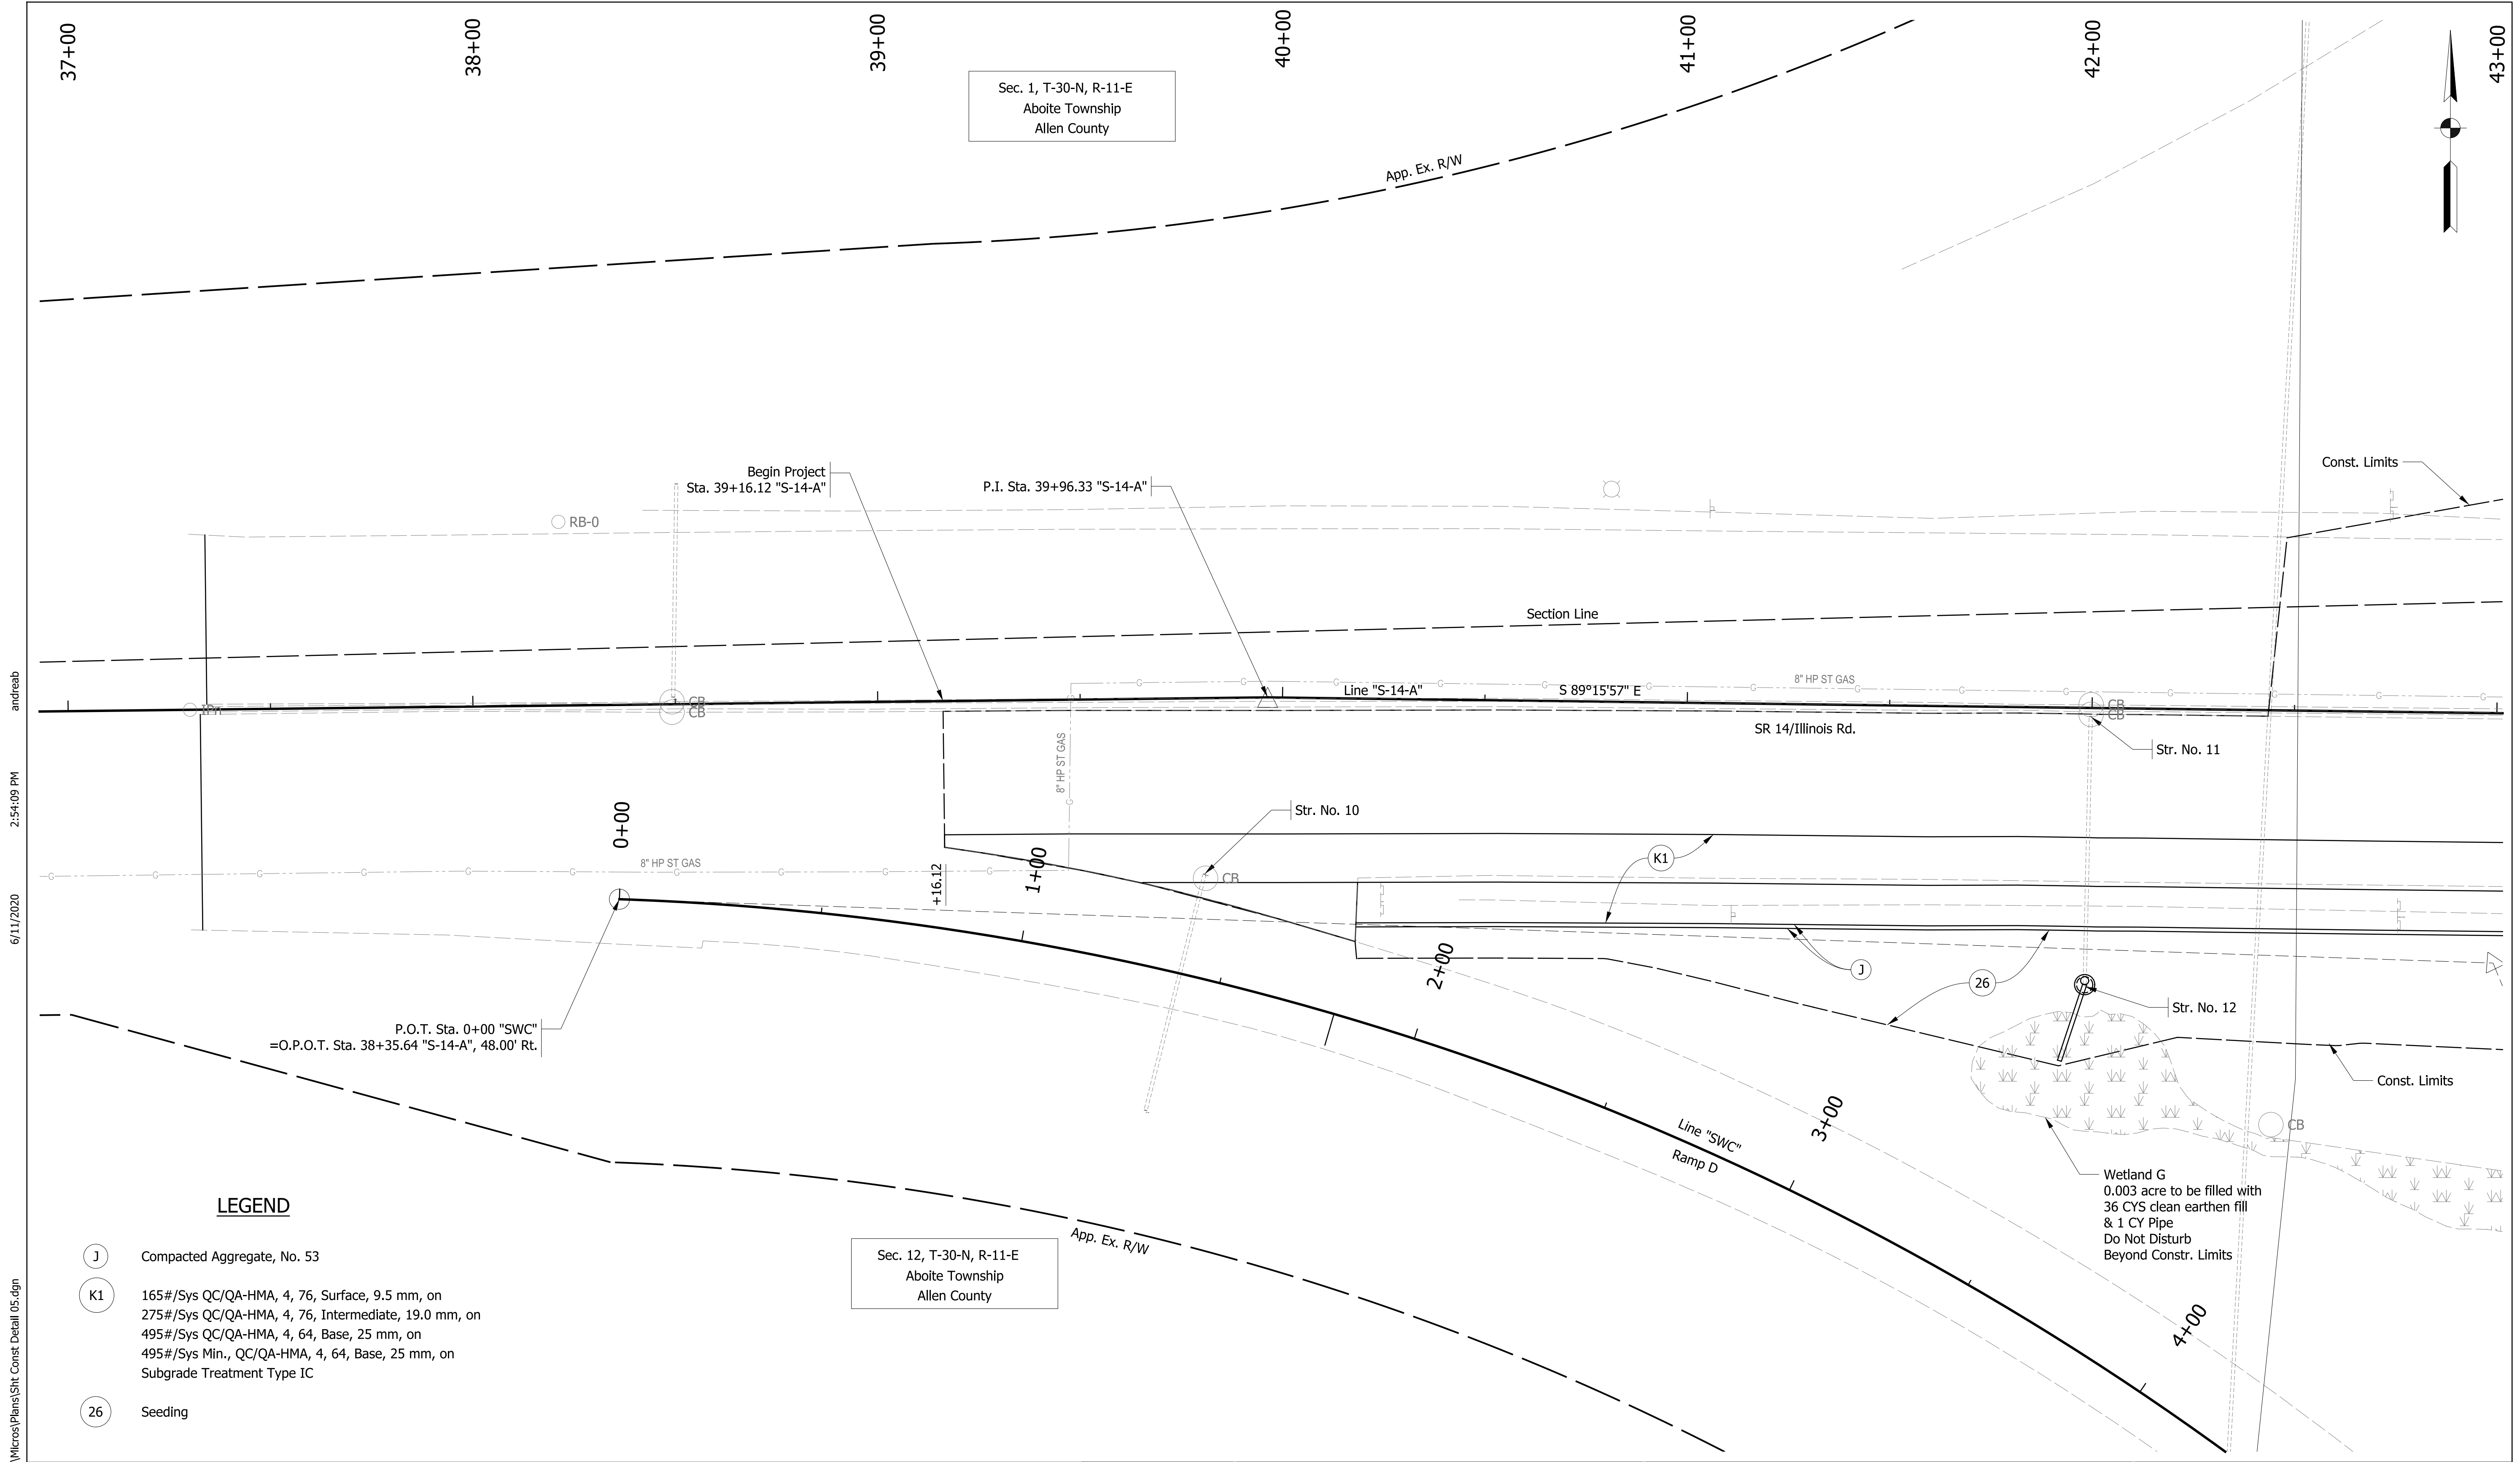 37+00
38+00
39+00
40+00
41+00
42+00
43+00
Sec. 1, T-30-N, R-11-E
Aboite Township
Allen County
App. Ex. R/W
Begin Project
Sta. 39+16.12 "S-14-A"
P.I. Sta. 39+96.33 "S-14-A"
Const. Limits
RB-0
Section Line
CB
CB
Line "S-14-A"
S 89°15'57" E
8" HP ST GAS
CB
CB
SR 14/Illinois Rd.
Str. No. 11
8" HP ST GAS
Str. No. 10
0+00
8" HP ST GAS
+16.12
1+00
CB
K1
J
26
2+00
Str. No. 12
P.O.T. Sta. 0+00 "SWC"
=O.P.O.T. Sta. 38+35.64 "S-14-A", 48.00' Rt.
Const. Limits
3+00
CB
Line "SWC"
Ramp D
Wetland G
0.003 acre to be filled with
36 CYS clean earthen fill
& 1 CY Pipe
Do Not Disturb
Beyond Constr. Limits
4+00
App. Ex. R/W
Sec. 12, T-30-N, R-11-E
Aboite Township
Allen County
LEGEND
J Compacted Aggregate, No. 53
K1 165#/Sys QC/QA-HMA, 4, 76, Surface, 9.5 mm, on
275#/Sys QC/QA-HMA, 4, 76, Intermediate, 19.0 mm, on
495#/Sys QC/QA-HMA, 4, 64, Base, 25 mm, on
495#/Sys Min., QC/QA-HMA, 4, 64, Base, 25 mm, on
Subgrade Treatment Type IC
26 Seeding
\Micros\Plans\Sht Const Detail 05.dgn 6/11/2020 2:54:09 PM andreab